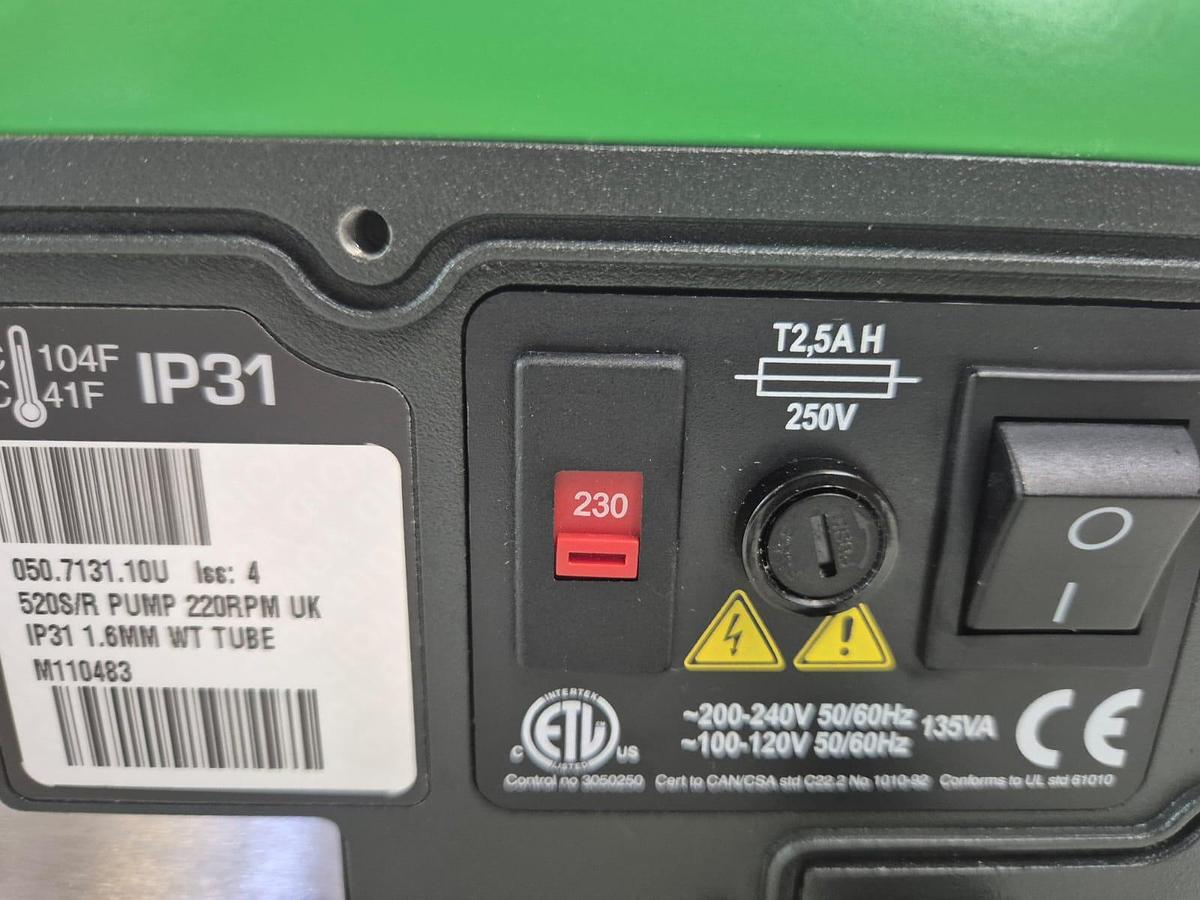 104F IP31
41F
050.7131.10U Iss: 4
520S/R PUMP 220RPM UK
IP31 1.6MM WT TUBE
M110483
T2,5A H
250V
230
O
I
INTERTEK
ETL
LISTED
C US
~200-240V 50/60Hz 135VA
~100-120V 50/60Hz
CE
Control no 3050250 Cert to CAN/CSA std C22.2 No 1010-92 Conforms to UL std 61010